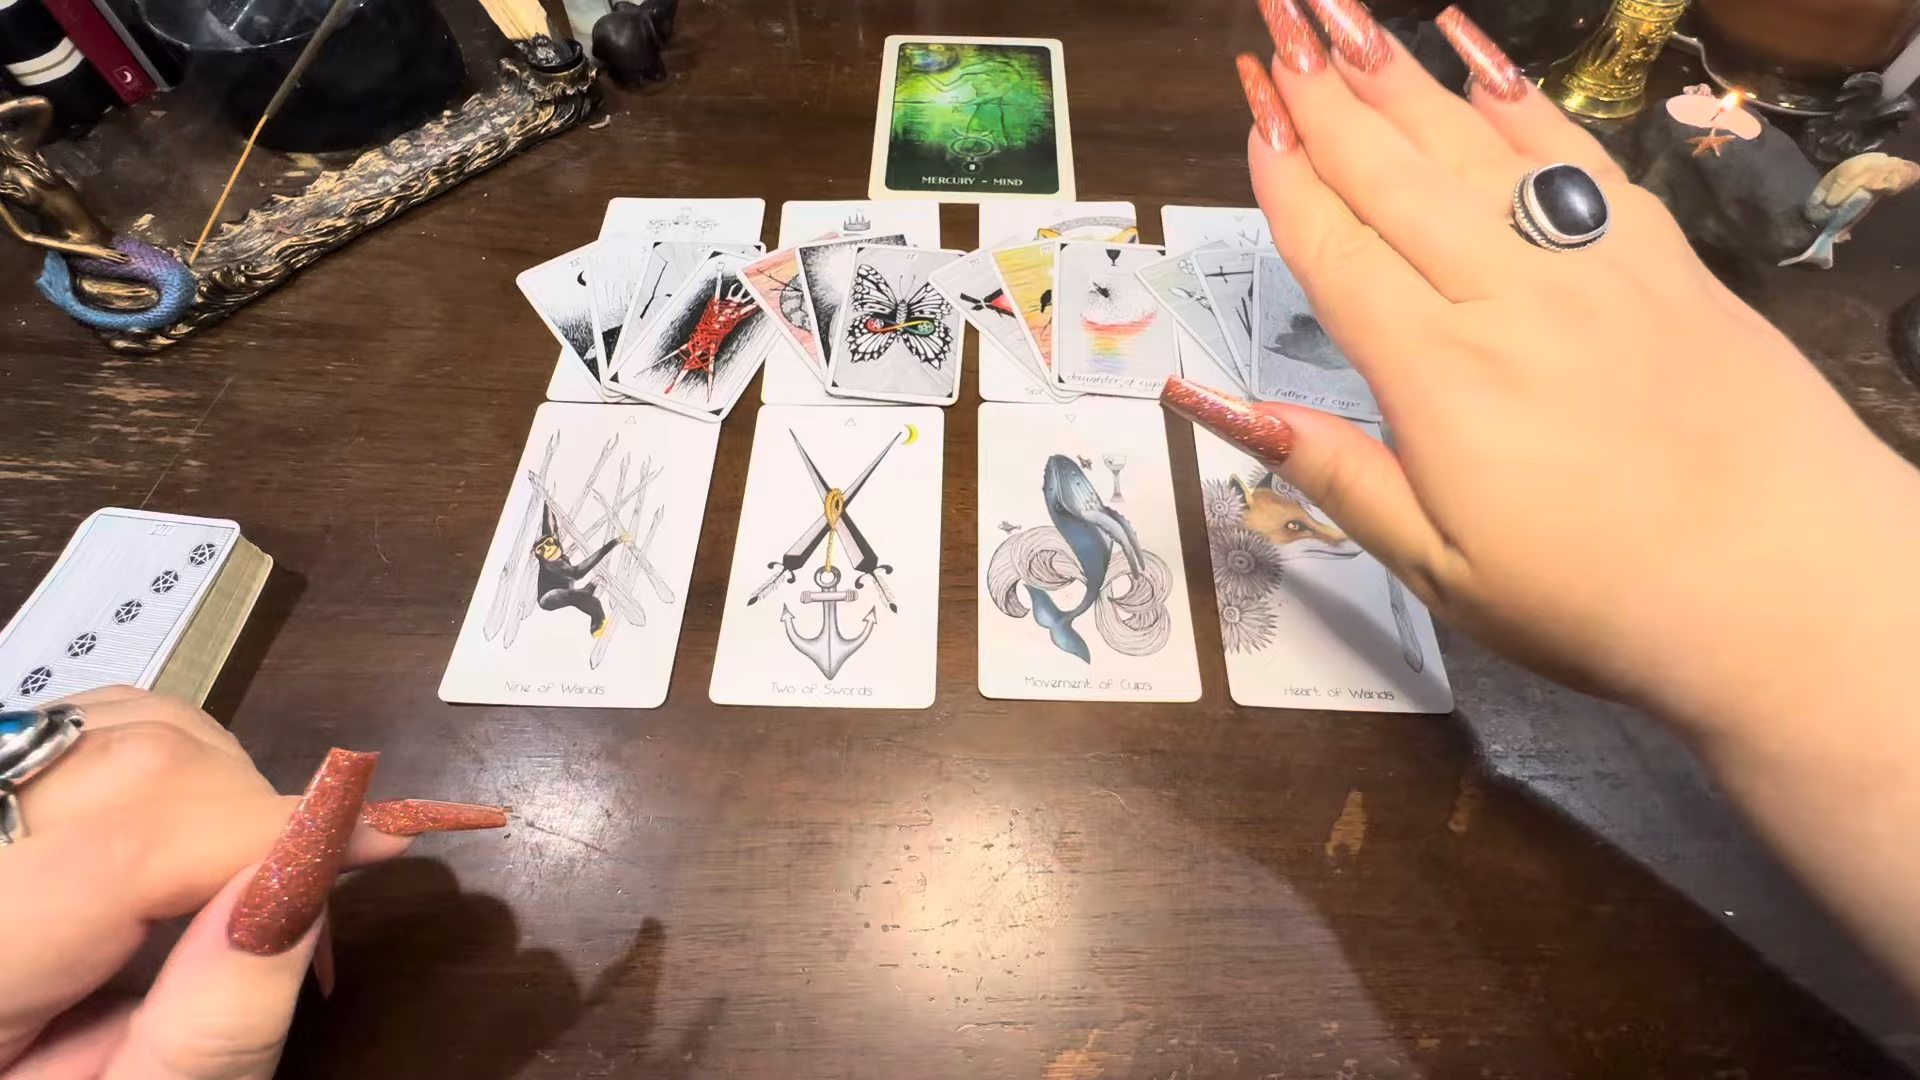 MERCURY - MIND
daughter of cups
Father of cups
Nine of Wands
Two of Swords
Movement of Cups
Heart of Wands